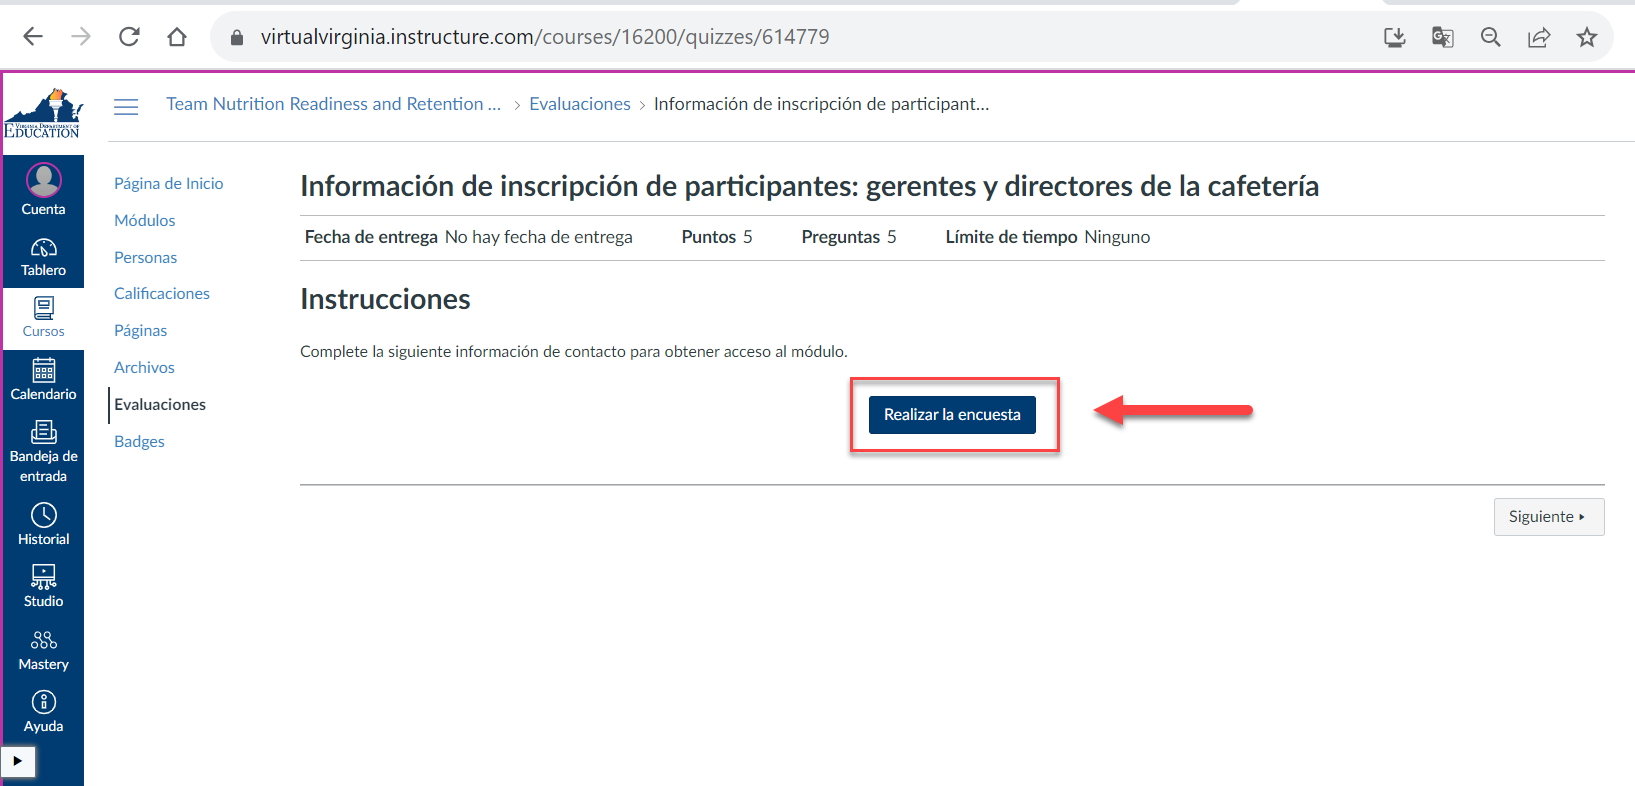 virtualvirginia.instructure.com/courses/16200/quizzes/614779
VIRGINIA DEPARTMENT OF
EDUCATION
Team Nutrition Readiness and Retention ... > Evaluaciones > Información de inscripción de participant...
Cuenta
Tablero
Cursos
Calendario
Bandeja de
entrada
Historial
Studio
Mastery
Ayuda
Página de Inicio
Módulos
Personas
Calificaciones
Páginas
Archivos
Evaluaciones
Badges
Información de inscripción de participantes: gerentes y directores de la cafetería
Fecha de entrega No hay fecha de entrega Puntos 5 Preguntas 5 Límite de tiempo Ninguno
Instrucciones
Complete la siguiente información de contacto para obtener acceso al módulo.
Realizar la encuesta
Siguiente